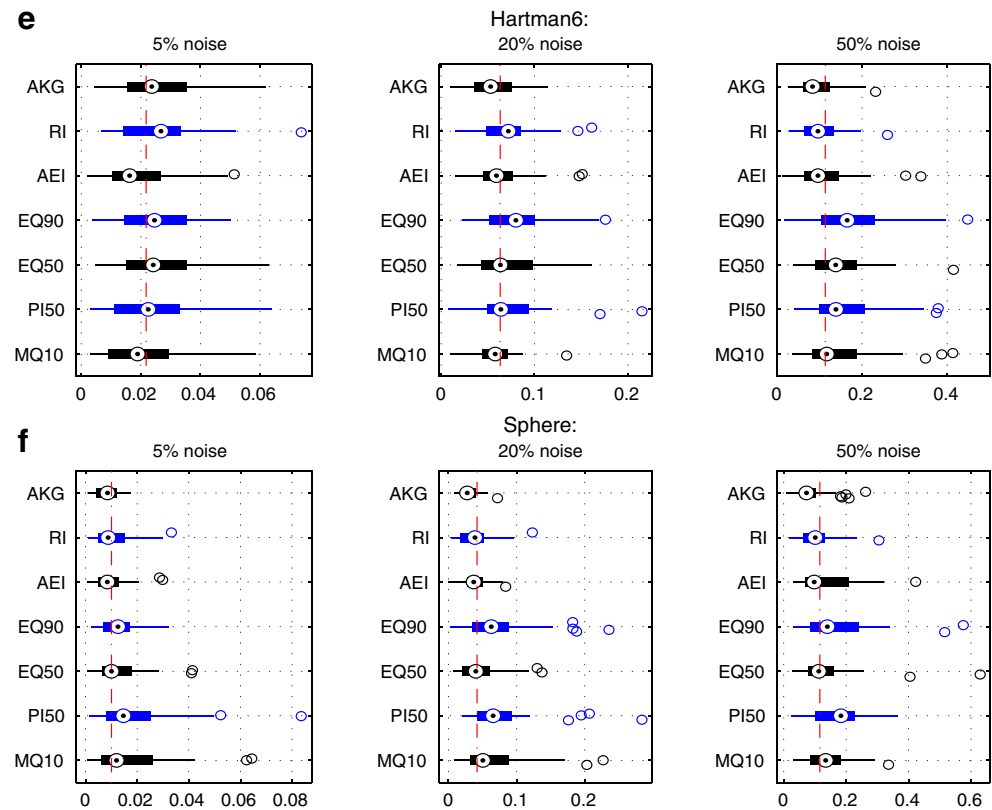 e
Hartman6:
5% noise 20% noise 50% noise
AKG AKG AKG
RI RI RI
AEI AEI AEI
EQ90 EQ90 EQ90
EQ50 EQ50 EQ50
PI50 PI50 PI50
MQ10 MQ10 MQ10
0 0.02 0.04 0.06 0 0.1 0.2 0 0.2 0.4
f
Sphere:
5% noise 20% noise 50% noise
AKG AKG AKG
RI RI RI
AEI AEI AEI
EQ90 EQ90 EQ90
EQ50 EQ50 EQ50
PI50 PI50 PI50
MQ10 MQ10 MQ10
0 0.02 0.04 0.06 0.08 0 0.1 0.2 0 0.2 0.4 0.6